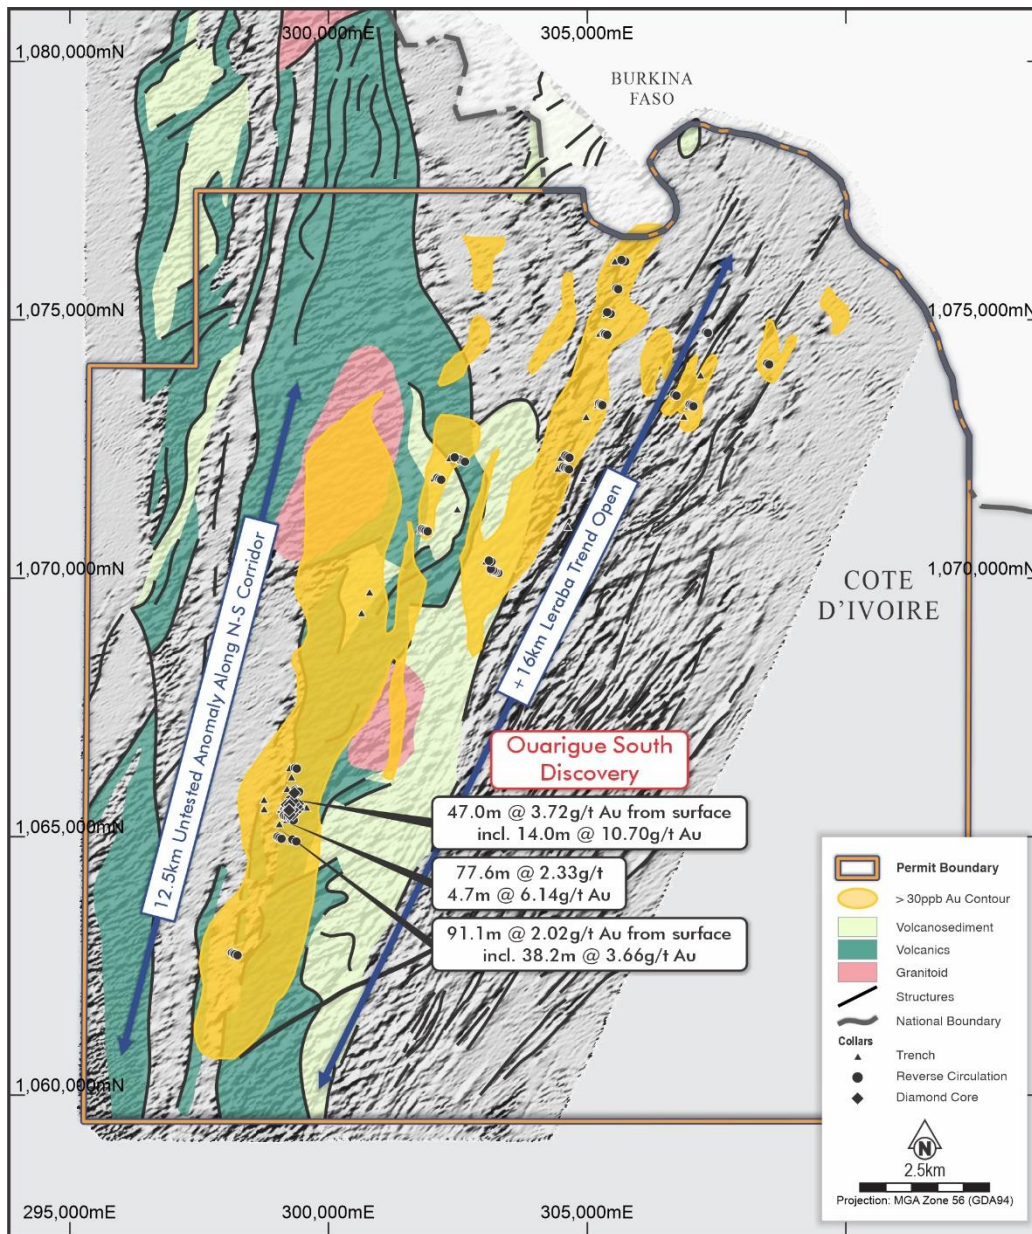 300,000mE
305,000mE
1,080,000mN
BURKINA
FASO
1,075,000mN
1,075,000mN
1,070,000mN
1,070,000mN
COTE
D'IVOIRE
12.5km Untested Anomaly Along N-S Corridor
+ 16km Leraba Trend Open
Ouarigue South
Discovery
1,065,000mN
47.0m @ 3.72g/t Au from surface
incl. 14.0m @ 10.70g/t Au
77.6m @ 2.33g/t
4.7m @ 6.14g/t Au
91.1m @ 2.02g/t Au from surface
incl. 38.2m @ 3.66g/t Au
1,060,000mN
295,000mE
300,000mE
305,000mE
Permit Boundary
> 30ppb Au Contour
Volcanosediment
Volcanics
Granitoid
Structures
National Boundary
Collars
Trench
Reverse Circulation
Diamond Core
N
2.5km
Projection: MGA Zone 56 (GDA94)